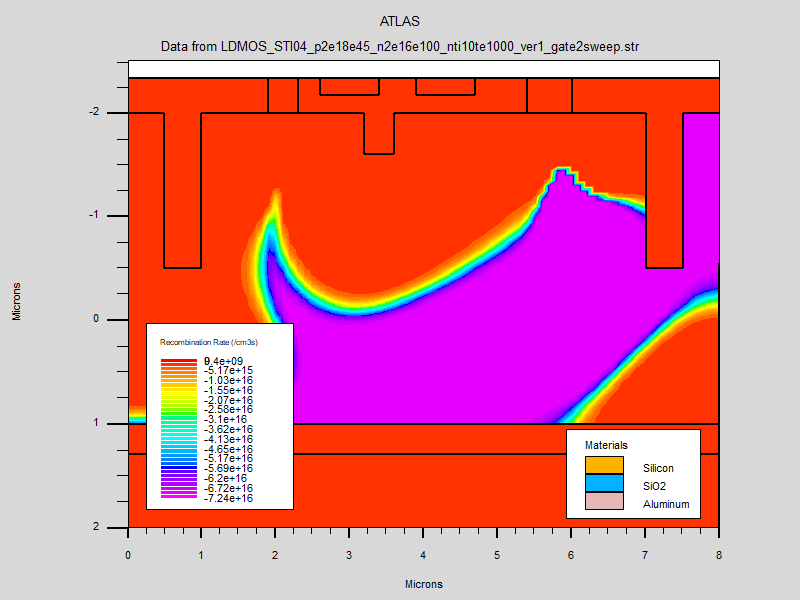 ATLAS
Data from LDMOS_STI04_p2e18e45_n2e16e100_nti10te1000_ver1_gate2sweep.str
Microns
-2
-1
0
1
2
Recombination Rate (/cm3s)
9.4e+09
-5.17e+15
-1.03e+16
-1.55e+16
-2.07e+16
-2.58e+16
-3.1e+16
-3.62e+16
-4.13e+16
-4.65e+16
-5.17e+16
-5.69e+16
-6.2e+16
-6.72e+16
-7.24e+16
Materials
Silicon
SiO2
Aluminum
0 1 2 3 4 5 6 7 8
Microns